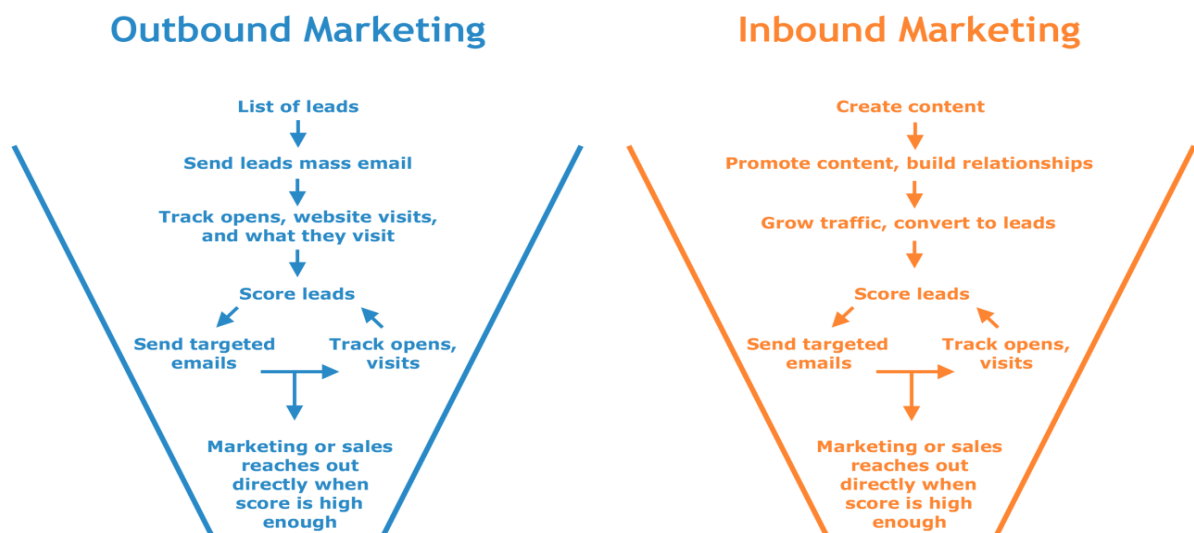 Outbound Marketing
List of leads
Send leads mass email
Track opens, website visits,
and what they visit
Score leads
Send targeted
emails
Track opens,
visits
Marketing or sales
reaches out
directly when
score is high
enough
Inbound Marketing
Create content
Promote content, build relationships
Grow traffic, convert to leads
Score leads
Send targeted
emails
Track opens,
visits
Marketing or sales
reaches out
directly when
score is high
enough